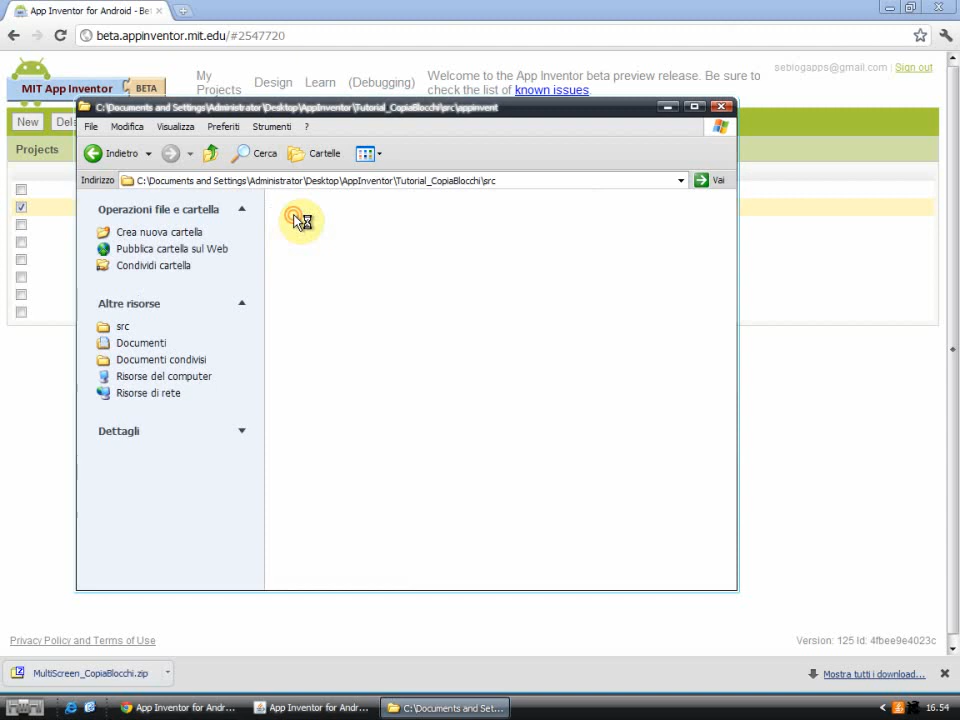 App Inventor for Android - Bet
beta.appinventor.mit.edu/#2547720
MIT App Inventor
BETA
My Projects
Design
Learn
(Debugging)
Welcome to the App Inventor beta preview release. Be sure to
check the list of known issues.
seblogapps@gmail.com | Sign out
New
Del
Projects
C:\Documents and Settings\Administrator\Desktop\AppInventor\Tutorial_CopiaBlocchi\src\appinvent
File Modifica Visualizza Preferiti Strumenti ?
Indietro
Cerca
Cartelle
Indirizzo C:\Documents and Settings\Administrator\Desktop\AppInventor\Tutorial_CopiaBlocchi\src Vai
Operazioni file e cartella
Crea nuova cartella
Pubblica cartella sul Web
Condividi cartella
Altre risorse
src
Documenti
Documenti condivisi
Risorse del computer
Risorse di rete
Dettagli
Privacy Policy and Terms of Use
Version: 125 Id: 4fbee9e4023c
MultiScreen_CopiaBlocchi.zip
Mostra tutti i download...
App Inventor for Andr...
App Inventor for Andr...
C:\Documents and Set...
16.54